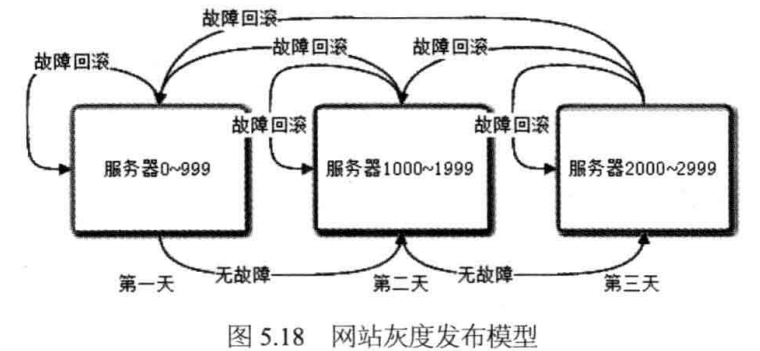 故障回滚
故障回滚 故障回滚 故障回滚
故障回滚 故障回滚
服务器0~999 服务器1000~1999 服务器2000~2999
无故障 无故障
第一天 第二天 第三天
图 5.18 网站灰度发布模型